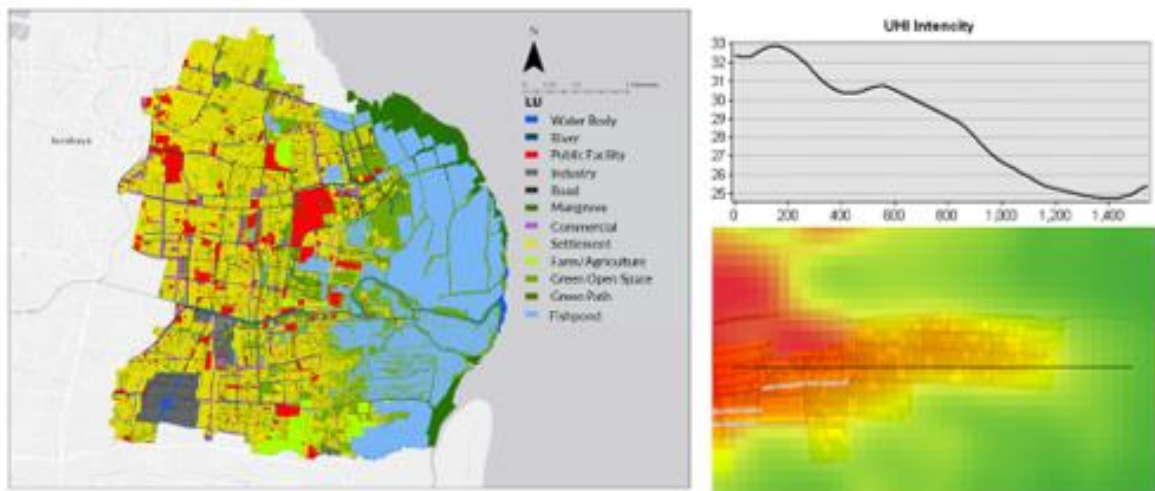 N
LU
Water Body
River
Public Facility
Industry
Road
Mangrove
Commercial
Settlement
Farm/Agriculture
Green Open Space
Green Path
Fishpond
UHI Intencity
33
32
31
30
29
28
27
26
25
0 200 400 600 800 1,000 1,200 1,400